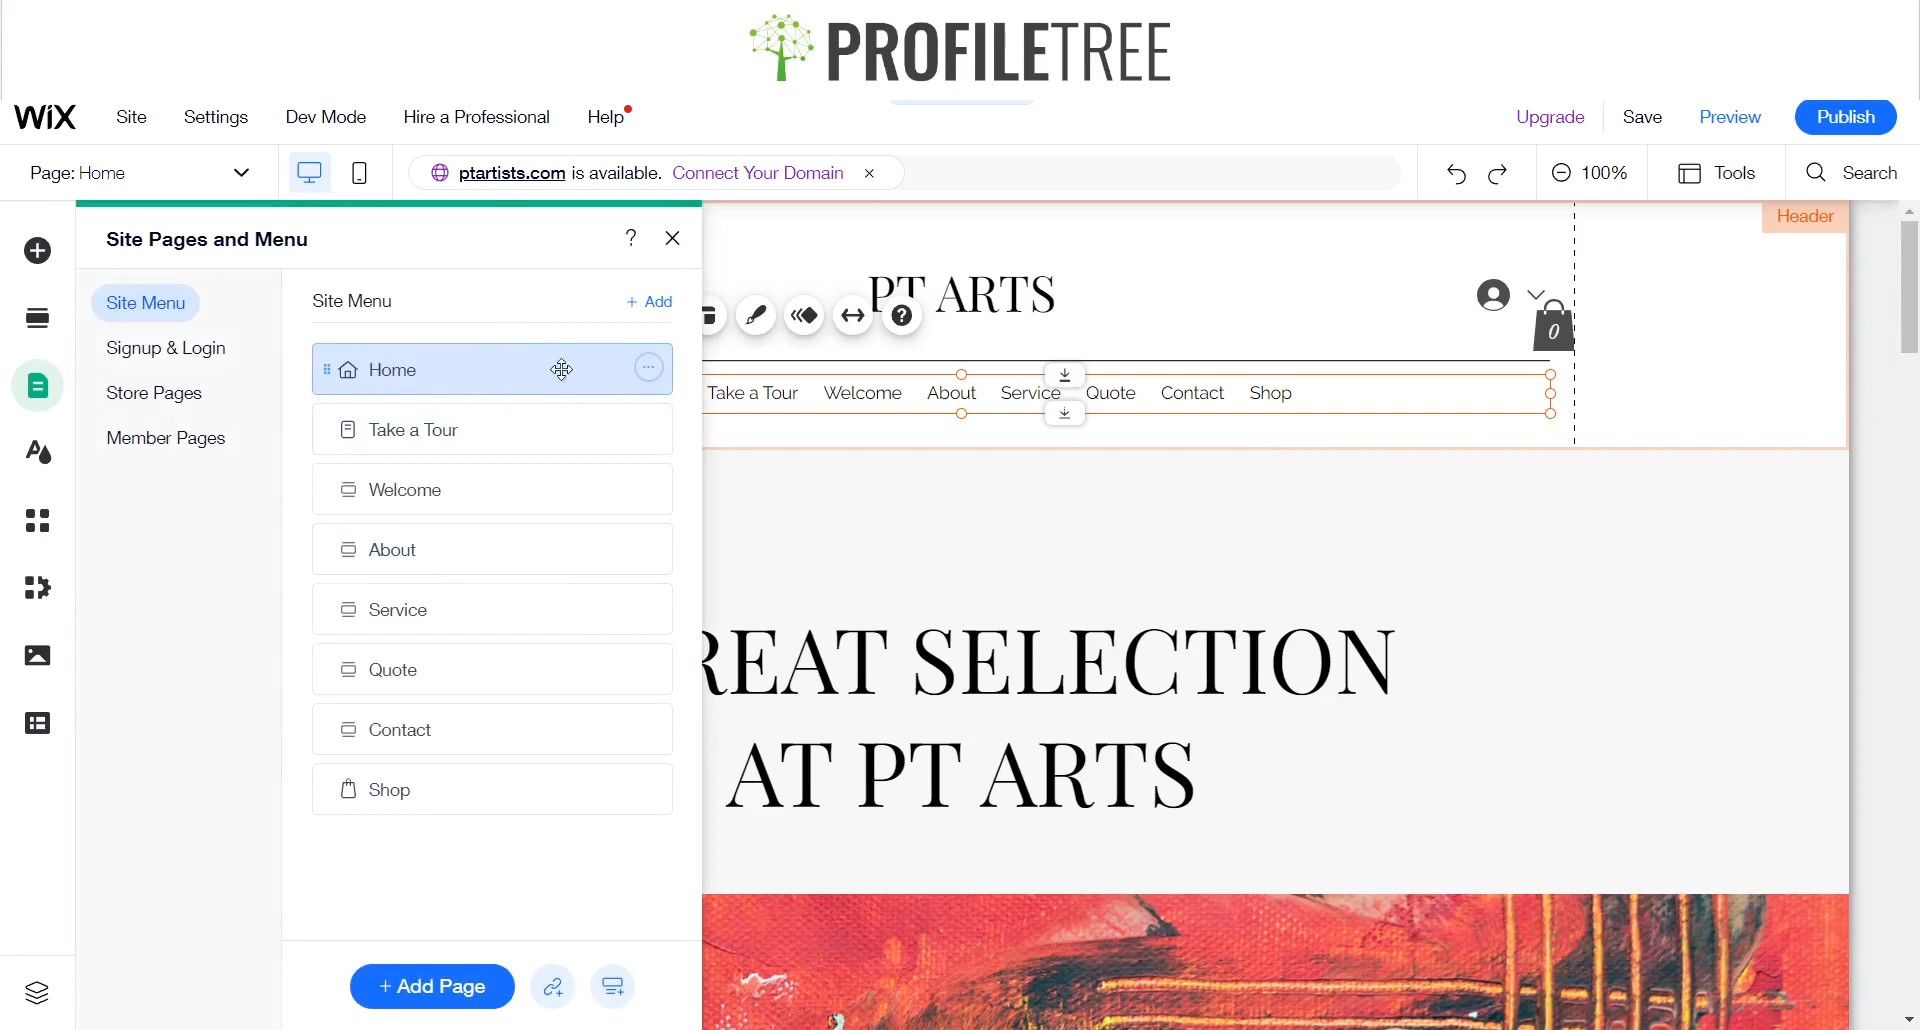 PROFILETREE
WiX Site Settings Dev Mode Hire a Professional Help Upgrade Save Preview Publish
Page: Home ptartists.com is available. Connect Your Domain × 100% Tools Search
Site Pages and Menu ?
Header
Site Menu
Signup & Login
Store Pages
Member Pages
Site Menu + Add
Home
Take a Tour
Welcome
About
Service
Quote
Contact
Shop
+ Add Page
PT ARTS
?
0
Take a Tour Welcome About Service Quote Contact Shop
REAT SELECTION
AT PT ARTS